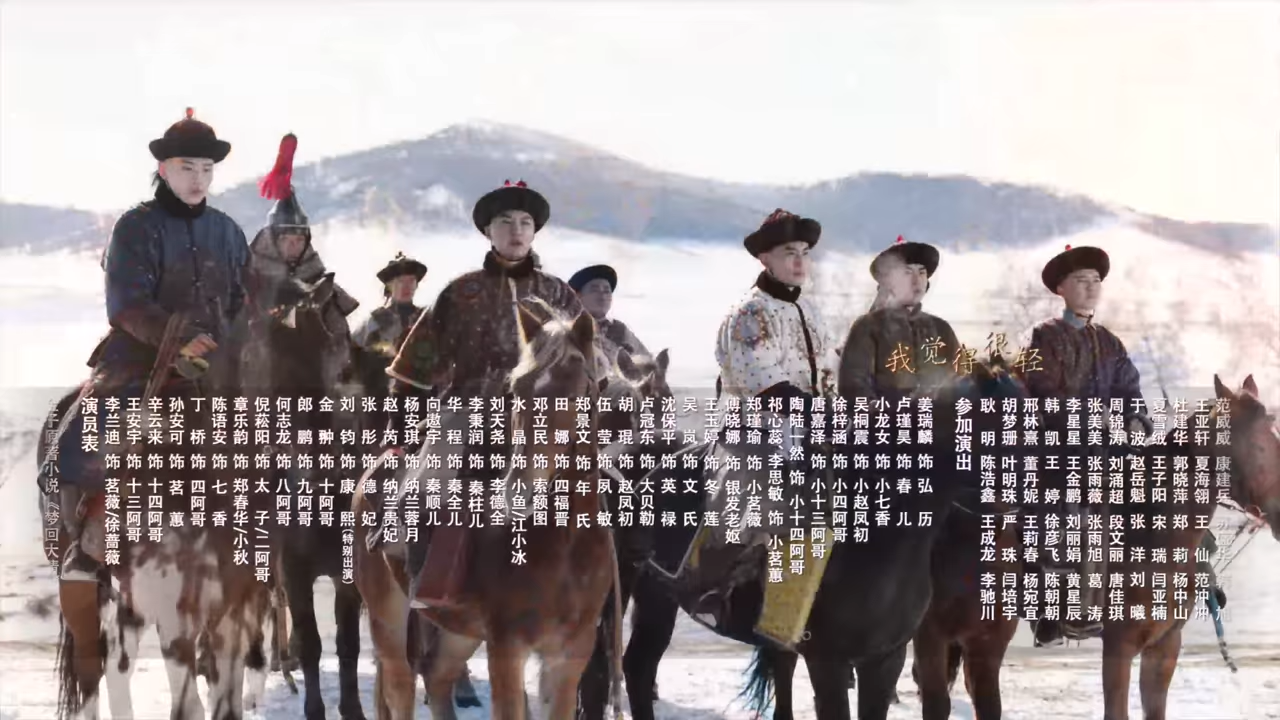 我觉得很轻
金子原著小说《梦回大清》
演员表
李兰迪 饰 茗薇/徐蔷薇
王安宇 饰 十三阿哥
辛云来 饰 十四阿哥
孙安可 饰 茗 蕙
丁 桥 饰 四阿哥
陈语安 饰 七 香
章乐韵 饰 郑春华/小秋
倪菘阳 饰 太 子/二阿哥
何志龙 饰 八阿哥
郎 鹏 饰 九阿哥
金 翀 饰 十阿哥
刘 钧 饰 康 熙(特别出演)
张 彤 饰 德 妃
赵 芮 饰 纳兰贵妃
杨安琪 饰 纳兰蓉月
向迦宇 饰 秦顺儿
华 程 饰 秦全儿
李秉润 饰 秦柱儿
刘天尧 饰 李德全
水 晶 饰 小鱼/江小冰
邓立民 饰 索额图
田 娜 饰 四福晋
郑景文 饰 年 氏
伍 莹 饰 夙 敏
胡 琨 饰 赵凤初
卢冠东 饰 大贝勒
沈保平 饰 英 禄
吴 岚 饰 文 氏
王玉婷 饰 冬 莲
傅晓娜 饰 银发老妪
郑瑾瑜 饰 小茗薇
祁心蕊/李思敏 饰 小茗蕙
陶陆一然 饰 小十四阿哥
唐嘉泽 饰 小十三阿哥
徐梓涵 饰 小四阿哥
吴桐震 饰 小赵凤初
小龙女 饰 小七香
卢瑾昊 饰 春 儿
姜瑞麟 饰 弘 历
参加演出
耿 明 陈浩鑫 王成龙 李驰川
胡梦珊 叶明珠 严 珠 闫培宇
邢林熹 董丹妮 王莉春 杨宛宜
韩 凯 王 婷 徐彦飞 陈朝朝
李星星 王金鹏 刘丽娟 黄星辰
张美美 张雨薇 张雨旭 葛 涛
周锦涛 刘涌超 段文丽 唐佳琪
于 波 赵岳魁 张 洋 刘 曦
夏雪绒 王子阳 宋 瑞 闫亚楠
杜建华 郭晓萍 郑 莉 杨中山
王亚轩 夏海翎 王 仙 范冲冲
范威威 康建兵